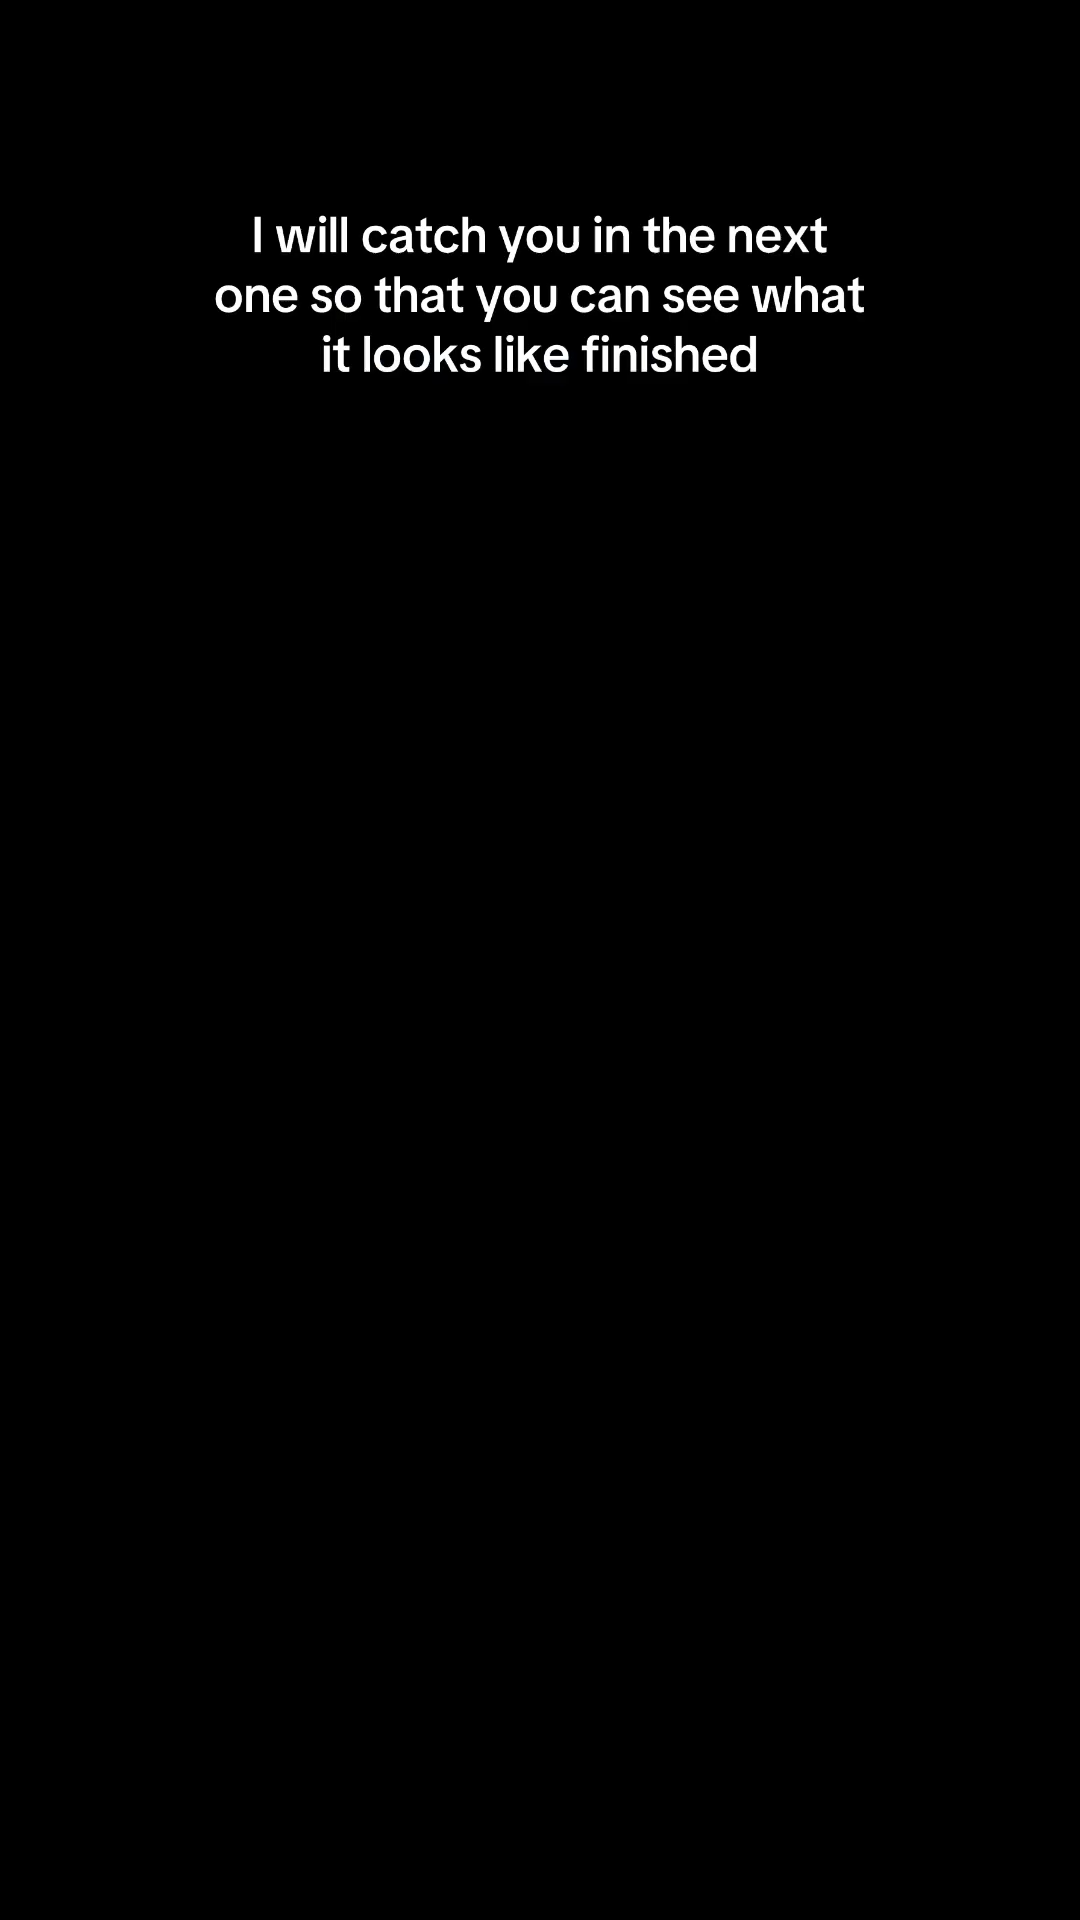 I will catch you in the next
one so that you can see what
it looks like finished